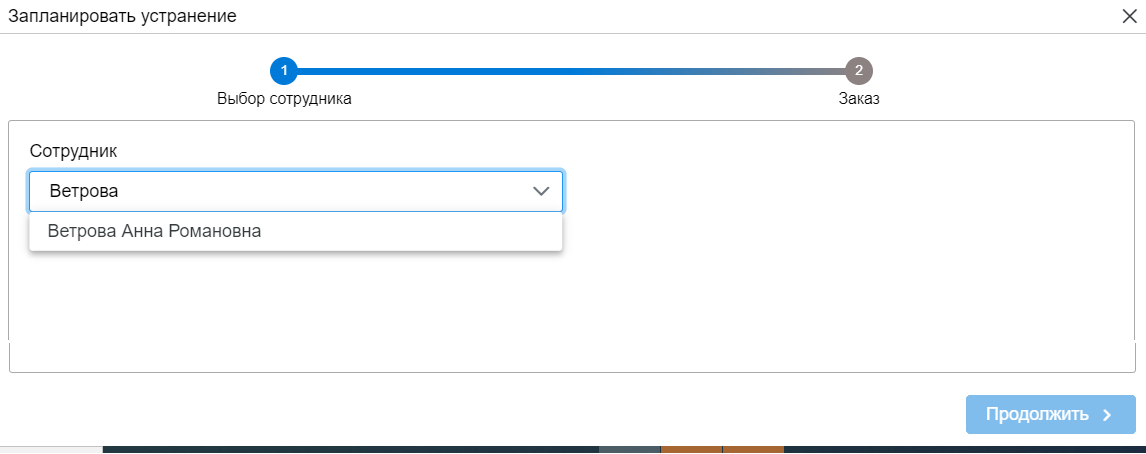 Запланировать устранение
1
2
Выбор сотрудника
Заказ
Сотрудник
Ветрова
Ветрова Анна Романовна
Продолжить